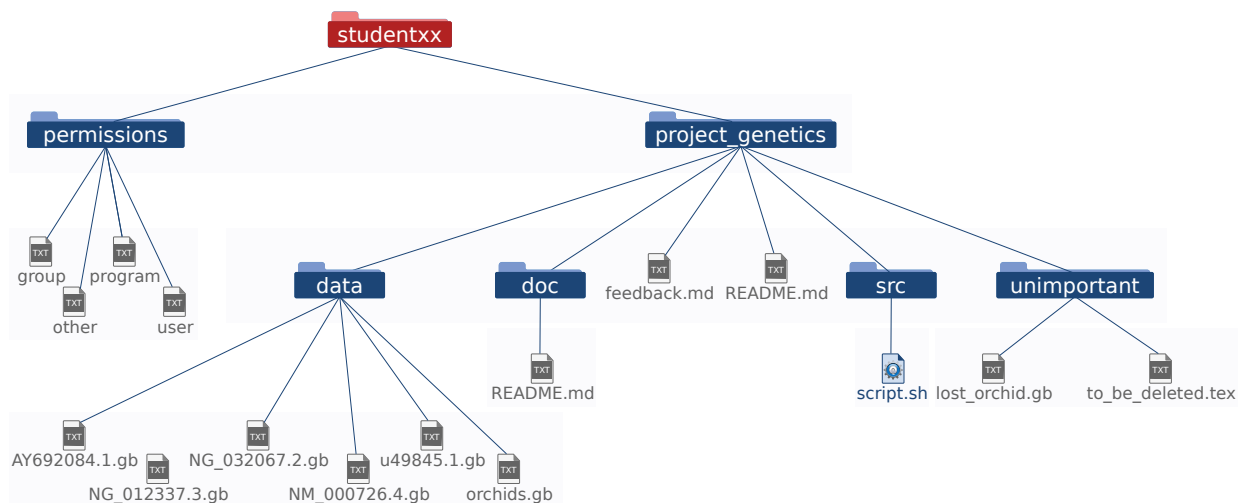 studentxx
permissions
project_genetics
TXT
group
TXT
program
TXT
other
TXT
user
data
doc
TXT
feedback.md
TXT
README.md
src
unimportant
TXT
README.md
script.sh
TXT
lost_orchid.gb
TXT
to_be_deleted.tex
TXT
AY692084.1.gb
TXT
NG_012337.3.gb
TXT
NG_032067.2.gb
TXT
NM_000726.4.gb
TXT
u49845.1.gb
TXT
orchids.gb